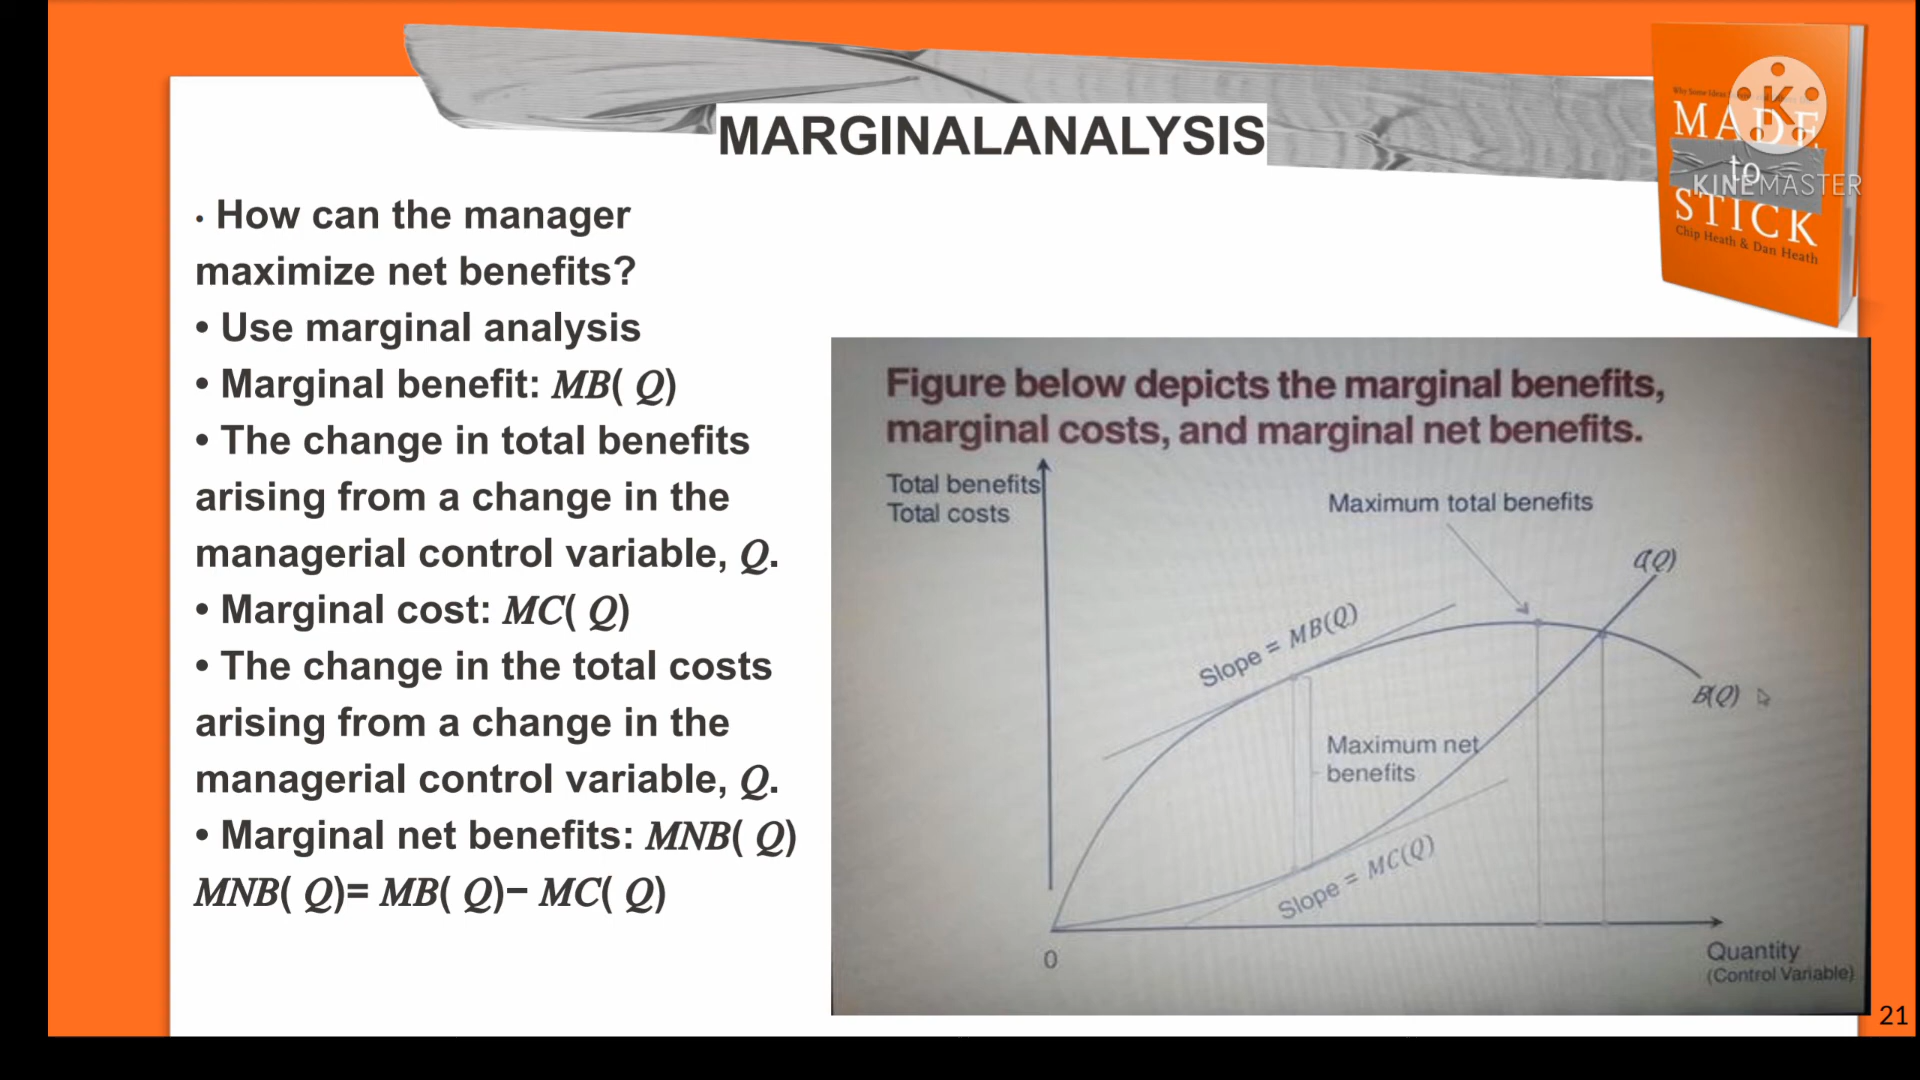 MARGINALANALYSIS
• How can the manager
maximize net benefits?
• Use marginal analysis
• Marginal benefit: MB( Q)
• The change in total benefits
arising from a change in the
managerial control variable, Q.
• Marginal cost: MC( Q)
• The change in the total costs
arising from a change in the
managerial control variable, Q.
• Marginal net benefits: MNB( Q)
MNB( Q)= MB( Q)− MC( Q)
MADE
to
STICK
Chip Heath & Dan Heath
K
KINEMASTER
Figure below depicts the marginal benefits,
marginal costs, and marginal net benefits.
Total benefits
Total costs
Maximum total benefits
C(Q)
Slope = MB(Q)
B(Q)
Maximum net
benefits
Slope = MC(Q)
0
Quantity
(Control Variable)
21